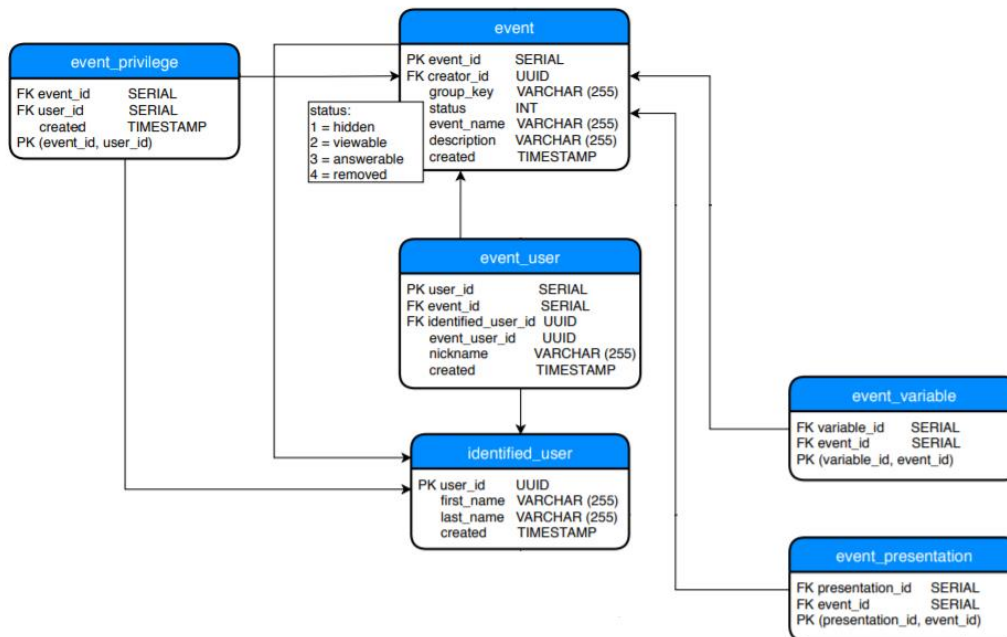 event
PK event_id SERIAL
FK creator_id UUID
group_key VARCHAR (255)
status INT
event_name VARCHAR (255)
description VARCHAR (255)
created TIMESTAMP
event_privilege
FK event_id SERIAL
FK user_id SERIAL
created TIMESTAMP
PK (event_id, user_id)
status:
1 = hidden
2 = viewable
3 = answerable
4 = removed
event_user
PK user_id SERIAL
FK event_id SERIAL
FK identified_user_id UUID
event_user_id UUID
nickname VARCHAR (255)
created TIMESTAMP
event_variable
FK variable_id SERIAL
FK event_id SERIAL
PK (variable_id, event_id)
identified_user
PK user_id UUID
first_name VARCHAR (255)
last_name VARCHAR (255)
created TIMESTAMP
event_presentation
FK presentation_id SERIAL
FK event_id SERIAL
PK (presentation_id, event_id)